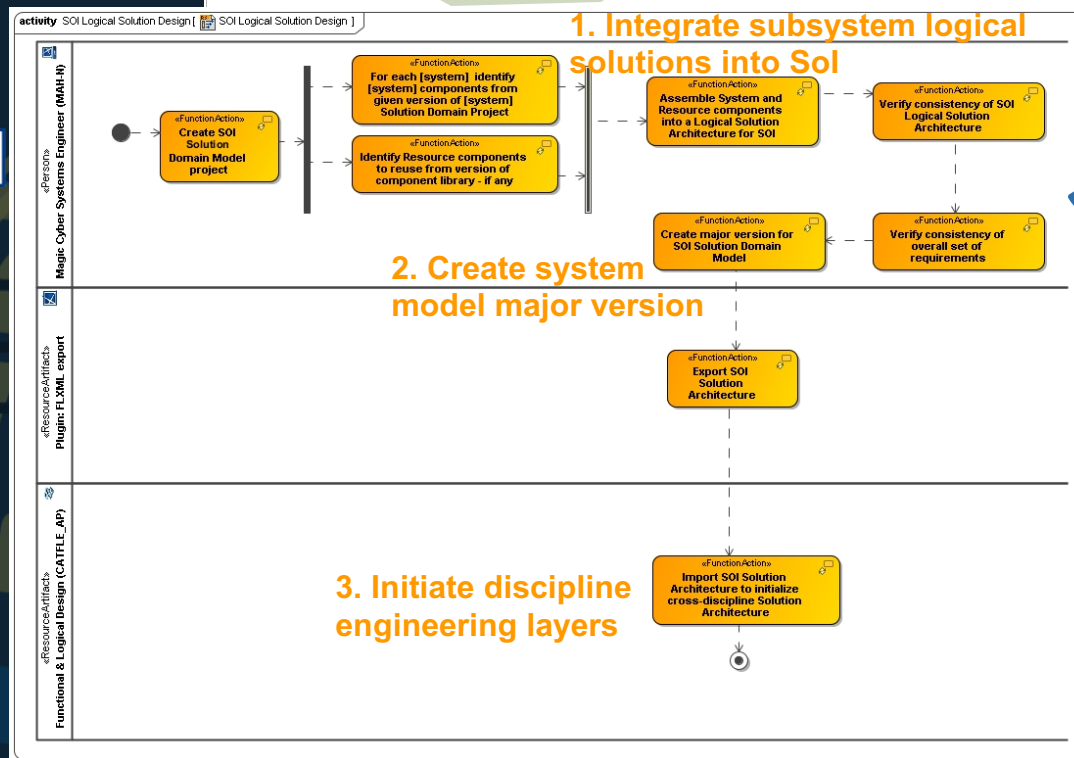 activity SOI Logical Solution Design [ SOI Logical Solution Design ]
1. Integrate subsystem logical
solutions into SoI
«Person»
Magic Cyber Systems Engineer (MAH-N)
«FunctionAction»
Create SOI
Solution
Domain Model
project
«FunctionAction»
For each [system] identify
[system] components from
given version of [system]
Solution Domain Project
«FunctionAction»
Identify Resource components
to reuse from version of
component library - if any
«FunctionAction»
Assemble System and
Resource components
into a Logical Solution
Architecture for SOI
«FunctionAction»
Verify consistency of SOI
Logical Solution
Architecture
«FunctionAction»
Verify consistency of
overall set of
requirements
«FunctionAction»
Create major version for
SOI Solution Domain
Model
2. Create system
model major version
«ResourceArtifact»
Plugin: FLXML export
«FunctionAction»
Export SOI
Solution
Architecture
«ResourceArtifact»
Functional & Logical Design (CATFLE_AP)
3. Initiate discipline
engineering layers
«FunctionAction»
Import SOI Solution
Architecture to initialize
cross-discipline Solution
Architecture